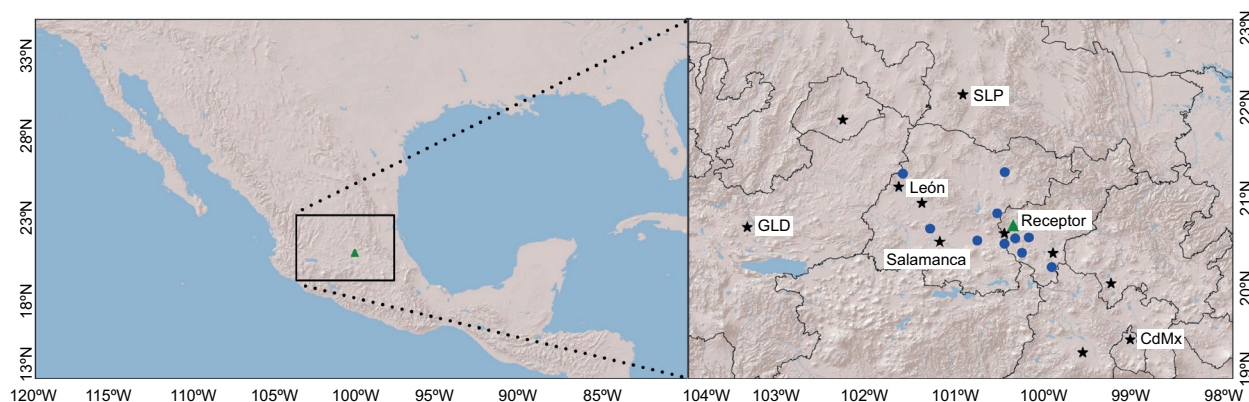 33ºN
28ºN
23ºN
18ºN
13ºN
120ºW
115ºW
110ºW
105ºW
100ºW
95ºW
90ºW
85ºW
SLP
León
GLD
Receptor
Salamanca
CdMx
23ºN
22ºN
21ºN
20ºN
19ºN
104ºW
103ºW
102ºW
101ºW
100ºW
99ºW
98ºW